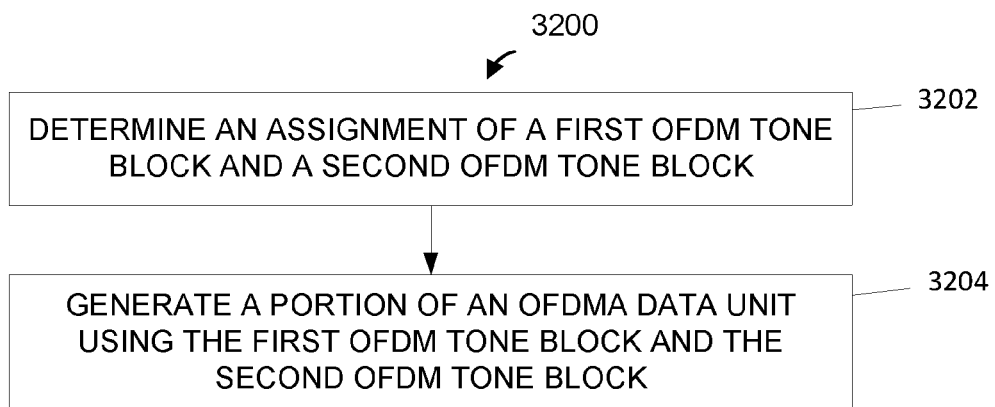 3200
3202
DETERMINE AN ASSIGNMENT OF A FIRST OFDM TONE
BLOCK AND A SECOND OFDM TONE BLOCK
3204
GENERATE A PORTION OF AN OFDMA DATA UNIT
USING THE FIRST OFDM TONE BLOCK AND THE
SECOND OFDM TONE BLOCK